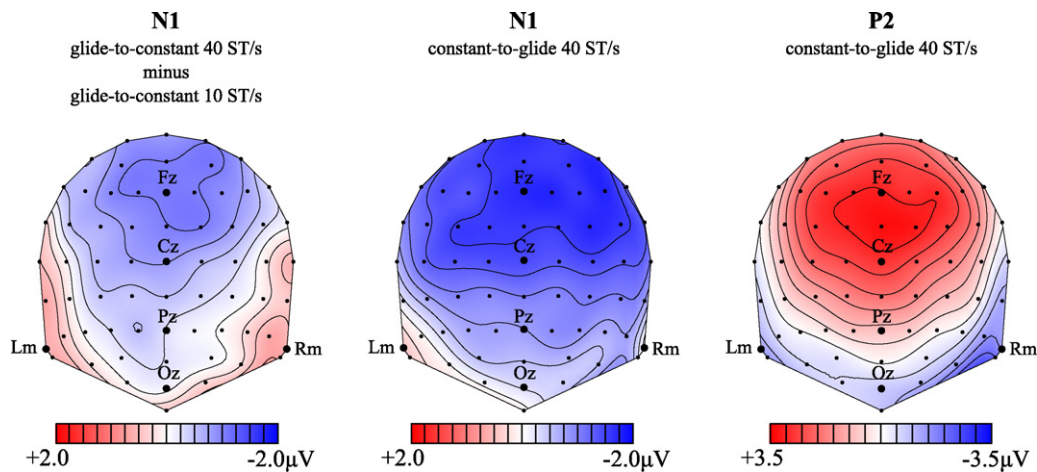 N1
glide-to-constant 40 ST/s
minus
glide-to-constant 10 ST/s
Fz
Cz
Pz
Lm
Rm
Oz
+2.0
-2.0µV
N1
constant-to-glide 40 ST/s
Fz
Cz
Pz
Lm
Rm
Oz
+2.0
-2.0µV
P2
constant-to-glide 40 ST/s
Fz
Cz
Pz
Lm
Rm
Oz
+3.5
-3.5µV